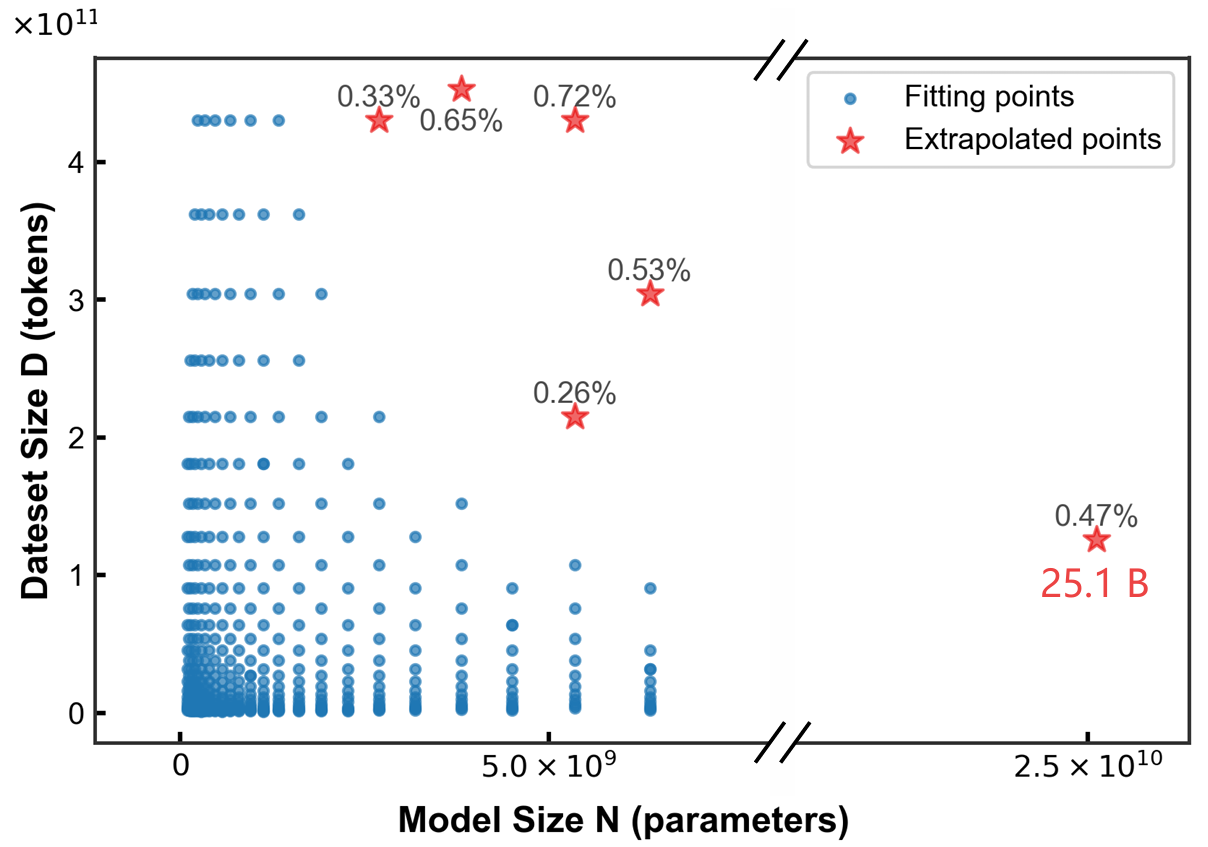 ×10¹¹
Fitting points
Extrapolated points
0.33%
0.65%
0.72%
0.53%
0.26%
0.47%
25.1 B
4
3
2
1
0
Dateset Size D (tokens)
0
5.0 × 10⁹
2.5 × 10¹⁰
Model Size N (parameters)